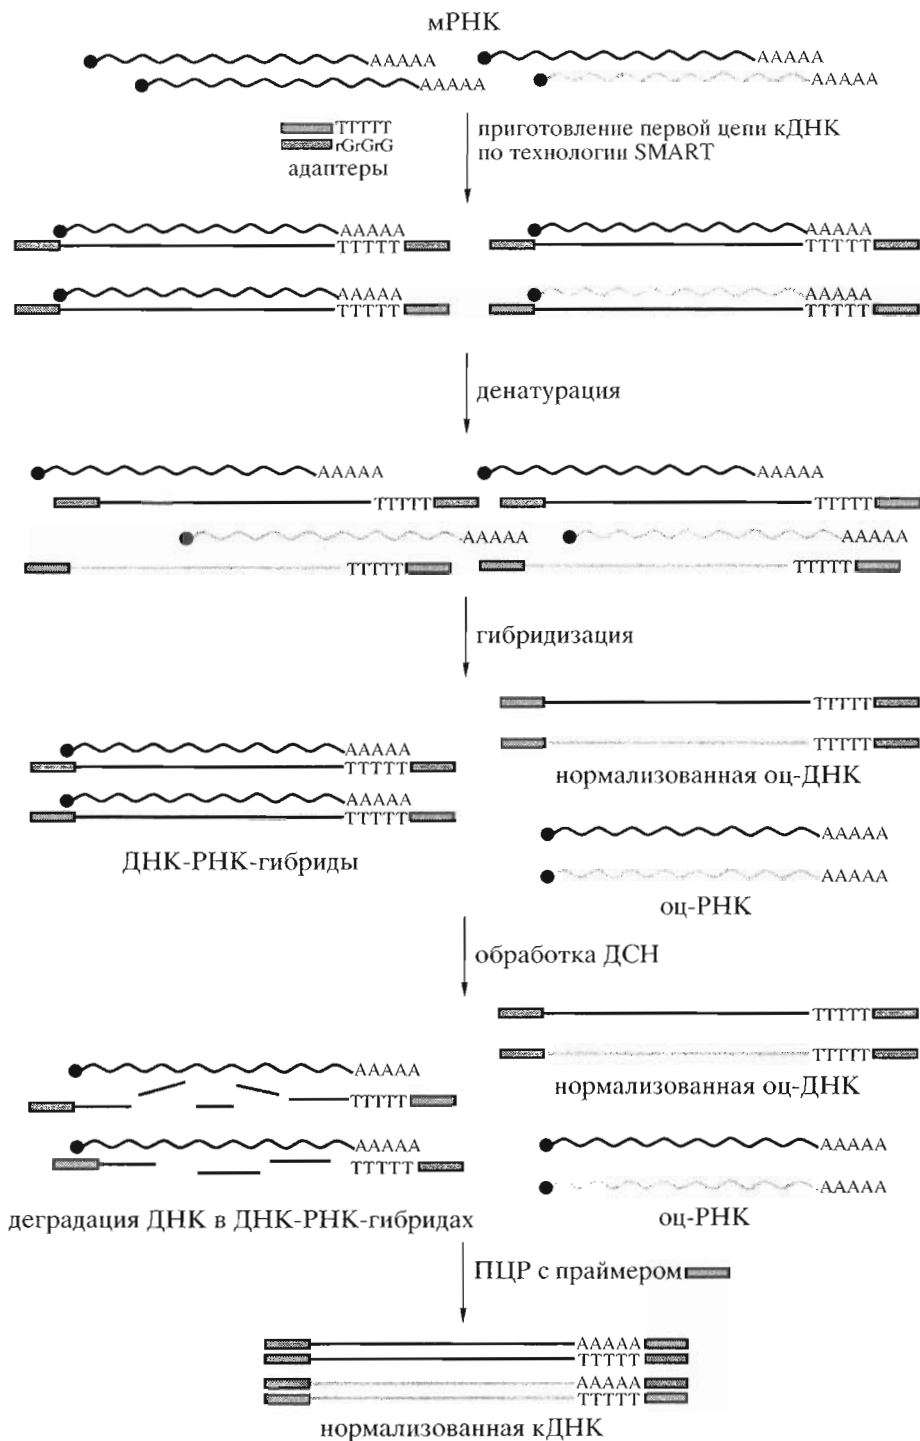 мРНК
AAAAA
AAAAA
AAAAA
AAAAA
TTTTT
rGrGrG
адаптеры
приготовление первой цепи кДНК
по технологии SMART
AAAAA
TTTTT
AAAAA
TTTTT
AAAAA
TTTTT
AAAAA
TTTTT
денатурация
AAAAA
AAAAA
TTTTT
TTTTT
AAAAA
AAAAA
TTTTT
TTTTT
гибридизация
AAAAA
TTTTT
AAAAA
TTTTT
ДНК-РНК-гибриды
TTTTT
TTTTT
нормализованная оц-ДНК
AAAAA
AAAAA
оц-РНК
обработка ДСН
AAAAA
TTTTT
AAAAA
TTTTT
деградация ДНК в ДНК-РНК-гибридах
TTTTT
TTTTT
нормализованная оц-ДНК
AAAAA
AAAAA
оц-РНК
ПЦР с праймером
AAAAA
TTTTT
AAAAA
TTTTT
нормализованная кДНК